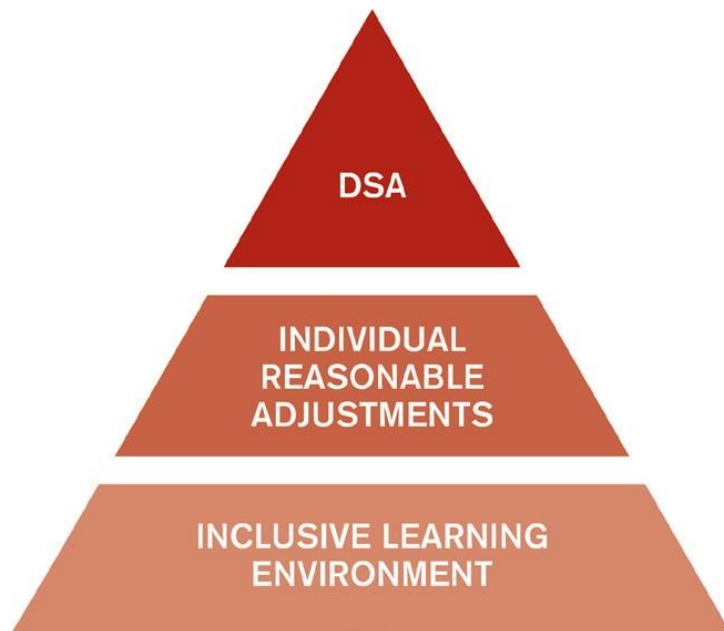 DSA
INDIVIDUAL
REASONABLE
ADJUSTMENTS
INCLUSIVE LEARNING
ENVIRONMENT